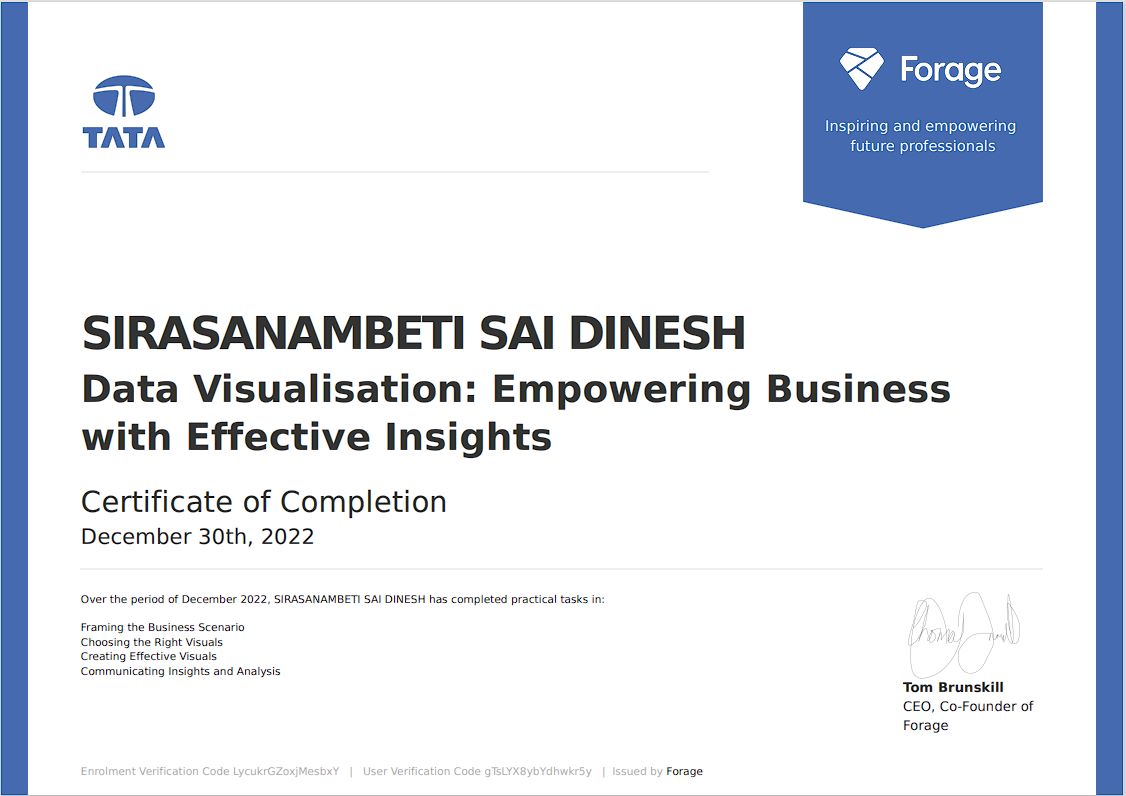 TATA
Forage
Inspiring and empowering
future professionals
SIRASANAMBETI SAI DINESH
Data Visualisation: Empowering Business
with Effective Insights
Certificate of Completion
December 30th, 2022
Over the period of December 2022, SIRASANAMBETI SAI DINESH has completed practical tasks in:
Framing the Business Scenario
Choosing the Right Visuals
Creating Effective Visuals
Communicating Insights and Analysis
Tom Brunskill
CEO, Co-Founder of
Forage
Enrolment Verification Code LycukrGZoxjMesbxY | User Verification Code gTsLYX8ybYdhwkr5y | Issued by Forage